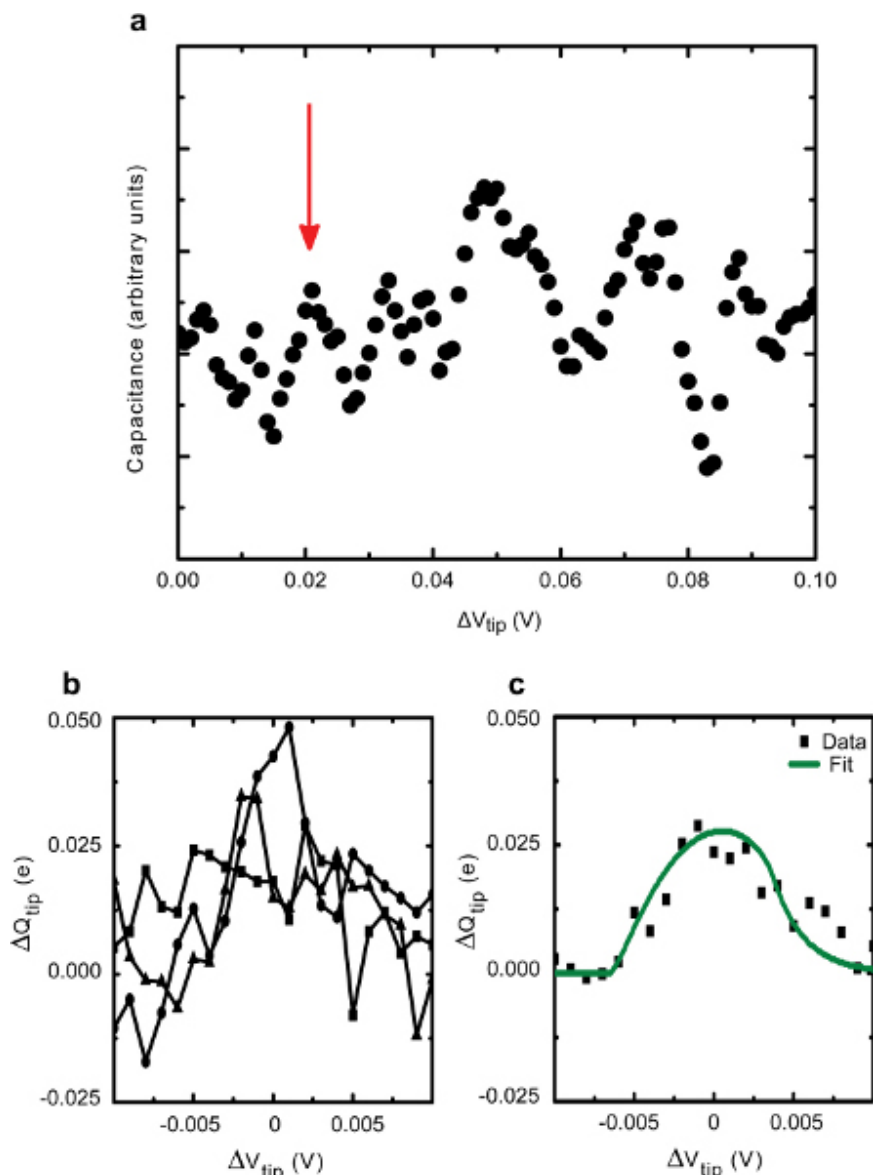 a
Capacitance (arbitrary units)
0.00 0.02 0.04 0.06 0.08 0.10
ΔVtip (V)
b
0.050
0.025
0.000
-0.025
ΔQtip (e)
-0.005 0 0.005
ΔVtip (V)
c
0.050
0.025
0.000
-0.025
ΔQtip (e)
Data
Fit
-0.005 0 0.005
ΔVtip (V)